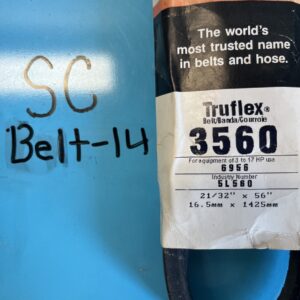 SC
Belt-14
The world's
most trusted name
in belts and hose.
Truflex®
Belt/Banda/Courroie
3560
For equipment of 3 to 17 HP use
6956
Industry Number
5L560
21/32" x 56"
16.5mm x 1425mm